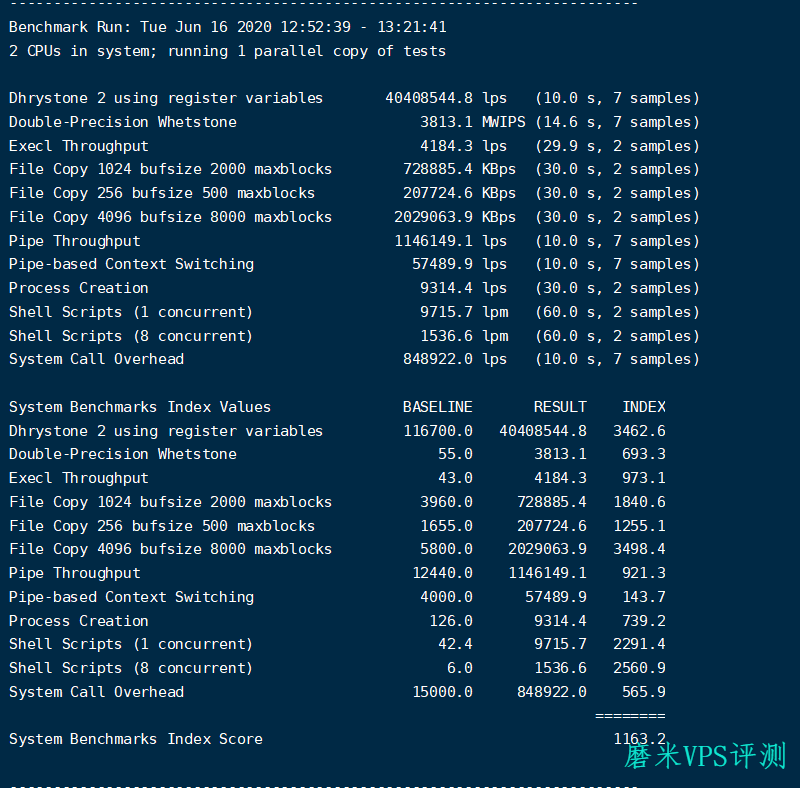 ------------------------------------------------------------------------
Benchmark Run: Tue Jun 16 2020 12:52:39 - 13:21:41
2 CPUs in system; running 1 parallel copy of tests

Dhrystone 2 using register variables       40408544.8 lps   (10.0 s, 7 samples)
Double-Precision Whetstone                     3813.1 MWIPS (14.6 s, 7 samples)
Execl Throughput                               4184.3 lps   (29.9 s, 2 samples)
File Copy 1024 bufsize 2000 maxblocks        728885.4 KBps  (30.0 s, 2 samples)
File Copy 256 bufsize 500 maxblocks          207724.6 KBps  (30.0 s, 2 samples)
File Copy 4096 bufsize 8000 maxblocks       2029063.9 KBps  (30.0 s, 2 samples)
Pipe Throughput                             1146149.1 lps   (10.0 s, 7 samples)
Pipe-based Context Switching                  57489.9 lps   (10.0 s, 7 samples)
Process Creation                               9314.4 lps   (30.0 s, 2 samples)
Shell Scripts (1 concurrent)                   9715.7 lpm   (60.0 s, 2 samples)
Shell Scripts (8 concurrent)                   1536.6 lpm   (60.0 s, 2 samples)
System Call Overhead                         848922.0 lps   (10.0 s, 7 samples)

System Benchmarks Index Values               BASELINE       RESULT    INDEX
Dhrystone 2 using register variables         116700.0   40408544.8   3462.6
Double-Precision Whetstone                       55.0       3813.1    693.3
Execl Throughput                                 43.0       4184.3    973.1
File Copy 1024 bufsize 2000 maxblocks          3960.0     728885.4   1840.6
File Copy 256 bufsize 500 maxblocks            1655.0     207724.6   1255.1
File Copy 4096 bufsize 8000 maxblocks          5800.0    2029063.9   3498.4
Pipe Throughput                               12440.0    1146149.1    921.3
Pipe-based Context Switching                   4000.0      57489.9    143.7
Process Creation                                126.0       9314.4    739.2
Shell Scripts (1 concurrent)                     42.4       9715.7   2291.4
Shell Scripts (8 concurrent)                      6.0       1536.6   2560.9
System Call Overhead                          15000.0     848922.0    565.9
                                                                   ========
System Benchmarks Index Score                                        1163.2
磨米VPS评测
------------------------------------------------------------------------